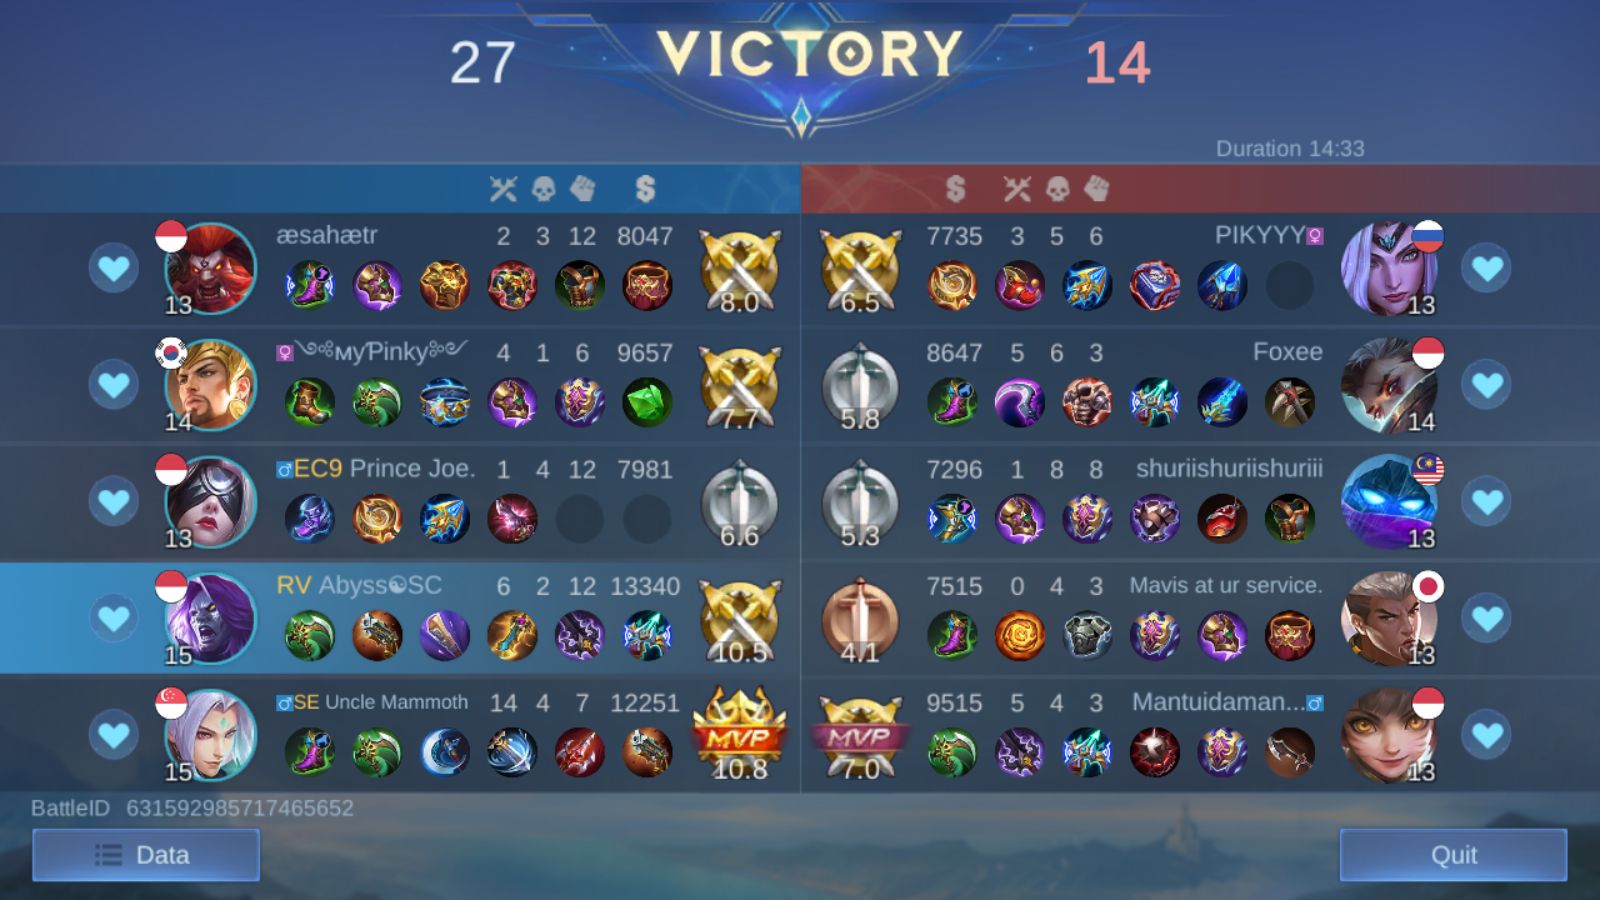 27 VICTORY 14
Duration 14:33
æsahætr 2 3 12 8047
13 8.0
7735 3 5 6 PIKYYY♀
6.5 13
♀༺мyƤinky༻ 4 1 6 9657
14 7.7
8647 5 6 3 Foxee
5.8 14
♂EC9 Prince Joe. 1 4 12 7981
13 6.6
7296 1 8 8 shuriishuriishuriii
5.3 13
RV Abyss☯SC 6 2 12 13340
15 10.5
7515 0 4 3 Mavis at ur service.
4.1 13
♂SE Uncle Mammoth 14 4 7 12251
15 MVP 10.8
9515 5 4 3 Mantuidaman...♂
MVP 7.0 13
BattleID 631592985717465652
Data
Quit